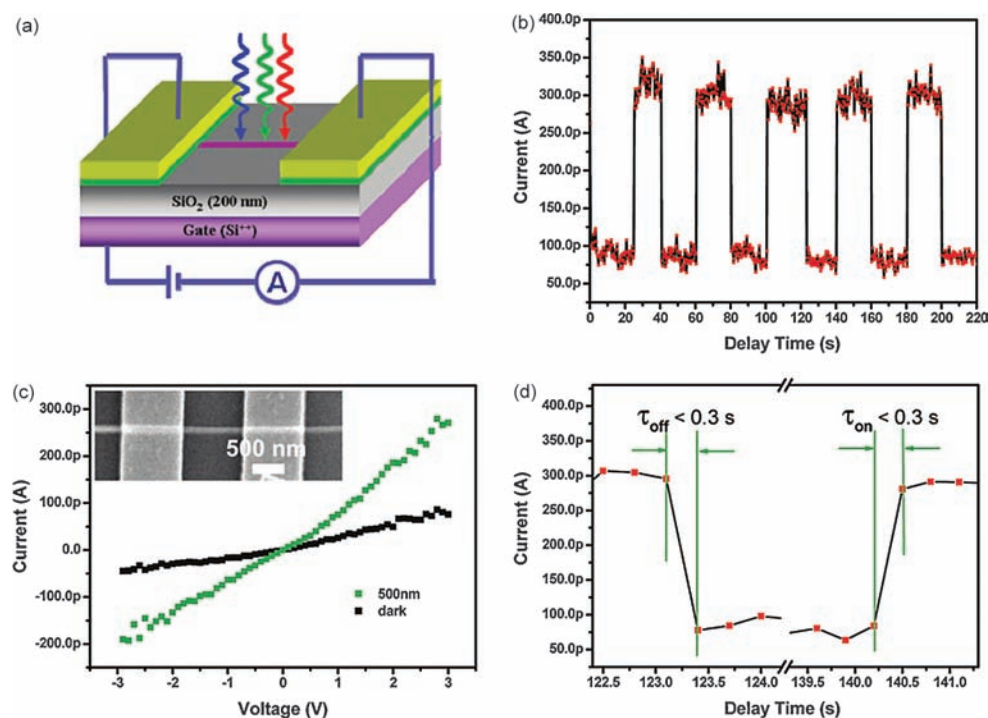 (a)
SiO2 (200 nm)
Gate (Si++)
A
(b)
Current (A)
400.0p
350.0p
300.0p
250.0p
200.0p
150.0p
100.0p
50.0p
0 20 40 60 80 100 120 140 160 180 200 220
Delay Time (s)
(c)
Current (A)
300.0p
200.0p
100.0p
0.0
-100.0p
-200.0p
500 nm
500nm
dark
-3 -2 -1 0 1 2 3
Voltage (V)
(d)
Current (A)
400.0p
350.0p
300.0p
250.0p
200.0p
150.0p
100.0p
50.0p
τoff < 0.3 s
τon < 0.3 s
122.5 123.0 123.5 124.0 139.5 140.0 140.5 141.0
Delay Time (s)